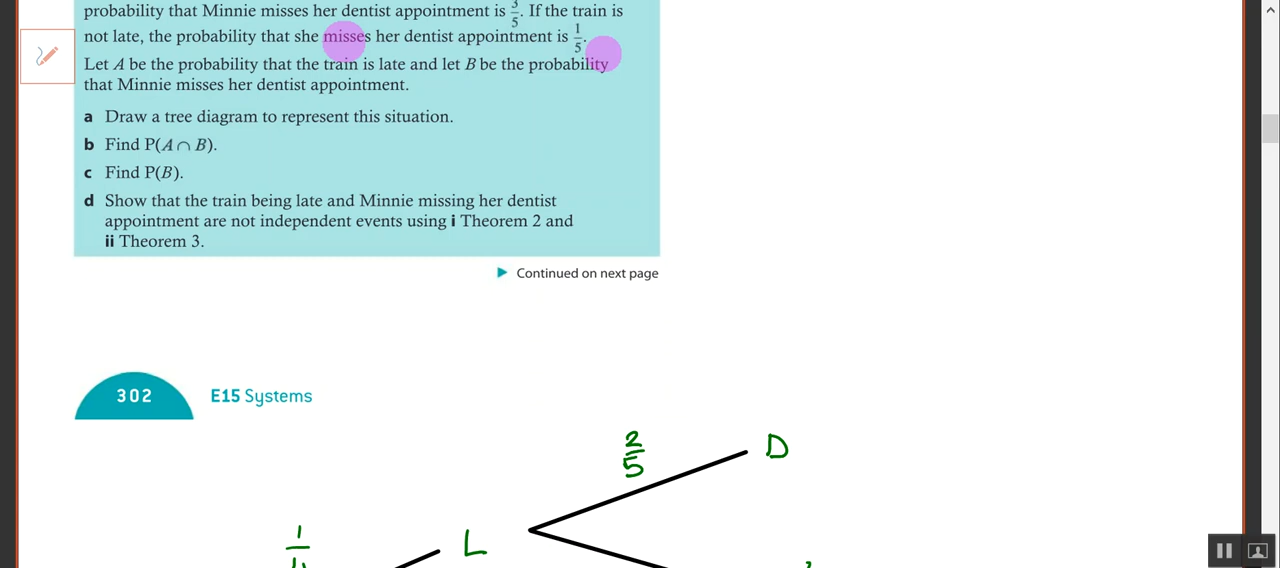 probability that Minnie misses her dentist appointment is 3/5. If the train is
not late, the probability that she misses her dentist appointment is 1/5.
Let A be the probability that the train is late and let B be the probability
that Minnie misses her dentist appointment.
a Draw a tree diagram to represent this situation.
b Find P(A ∩ B).
c Find P(B).
d Show that the train being late and Minnie missing her dentist
appointment are not independent events using i Theorem 2 and
ii Theorem 3.
Continued on next page
302 E15 Systems
2/5 D
L